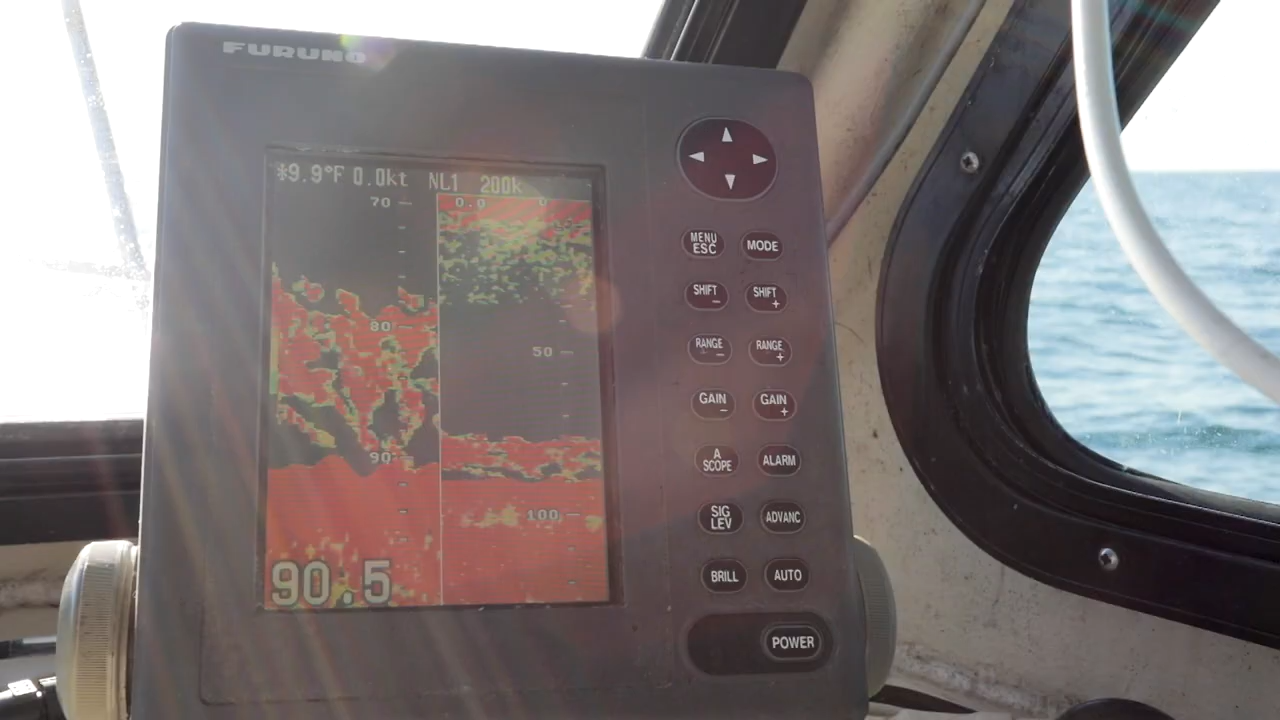 FURUNO
*9.9°F 0.0kt NL1 200k
70
0.0 0
80
50
90
100
90.5
MENU ESC
MODE
SHIFT −
SHIFT +
RANGE −
RANGE +
GAIN −
GAIN +
A SCOPE
ALARM
SIG LEV
ADVANC
BRILL
AUTO
POWER